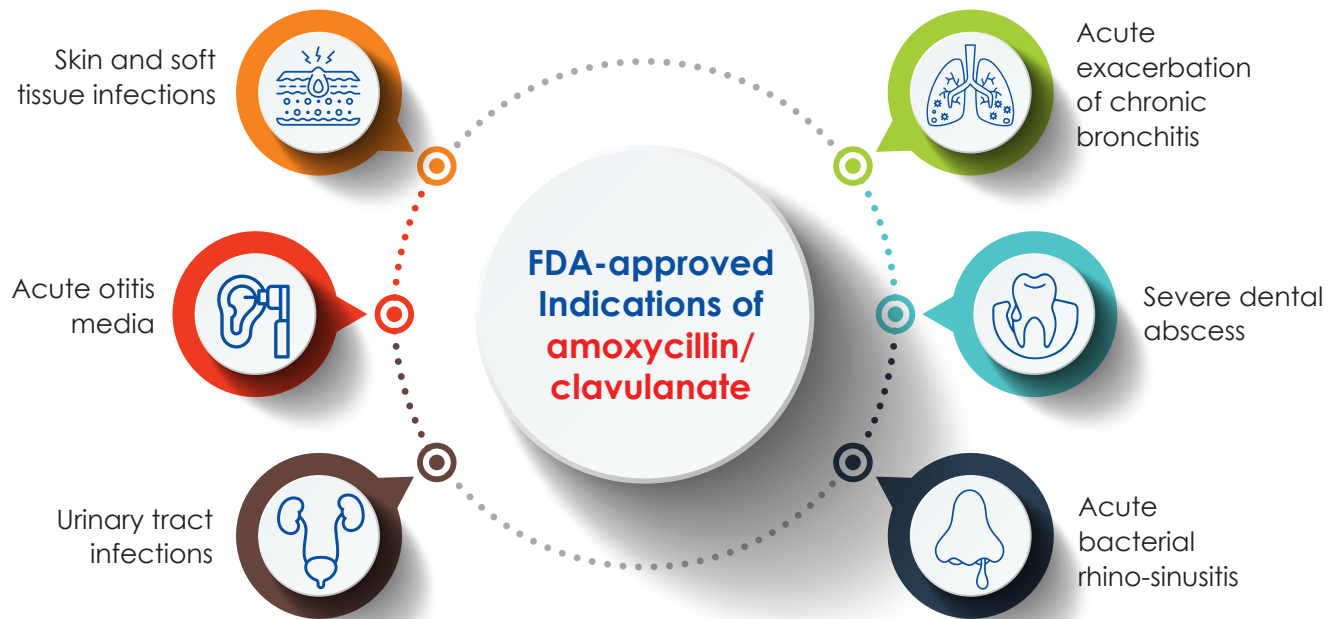 Skin and soft
tissue infections
Acute otitis
media
Urinary tract
infections
FDA-approved
Indications of
amoxycillin/
clavulanate
Acute
exacerbation
of chronic
bronchitis
Severe dental
abscess
Acute
bacterial
rhino-sinusitis